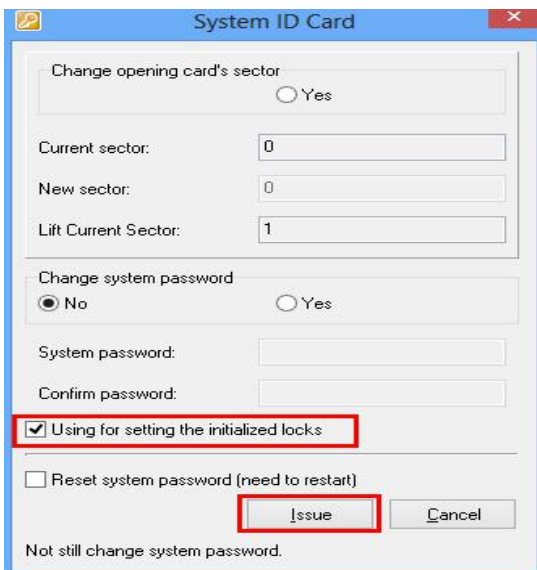 System ID Card
Change opening card's sector
Yes
Current sector: 0
New sector: 0
Lift Current Sector: 1
Change system password
No Yes
System password:
Confirm password:
Using for setting the initialized locks
Reset system password (need to restart)
Issue Cancel
Not still change system password.